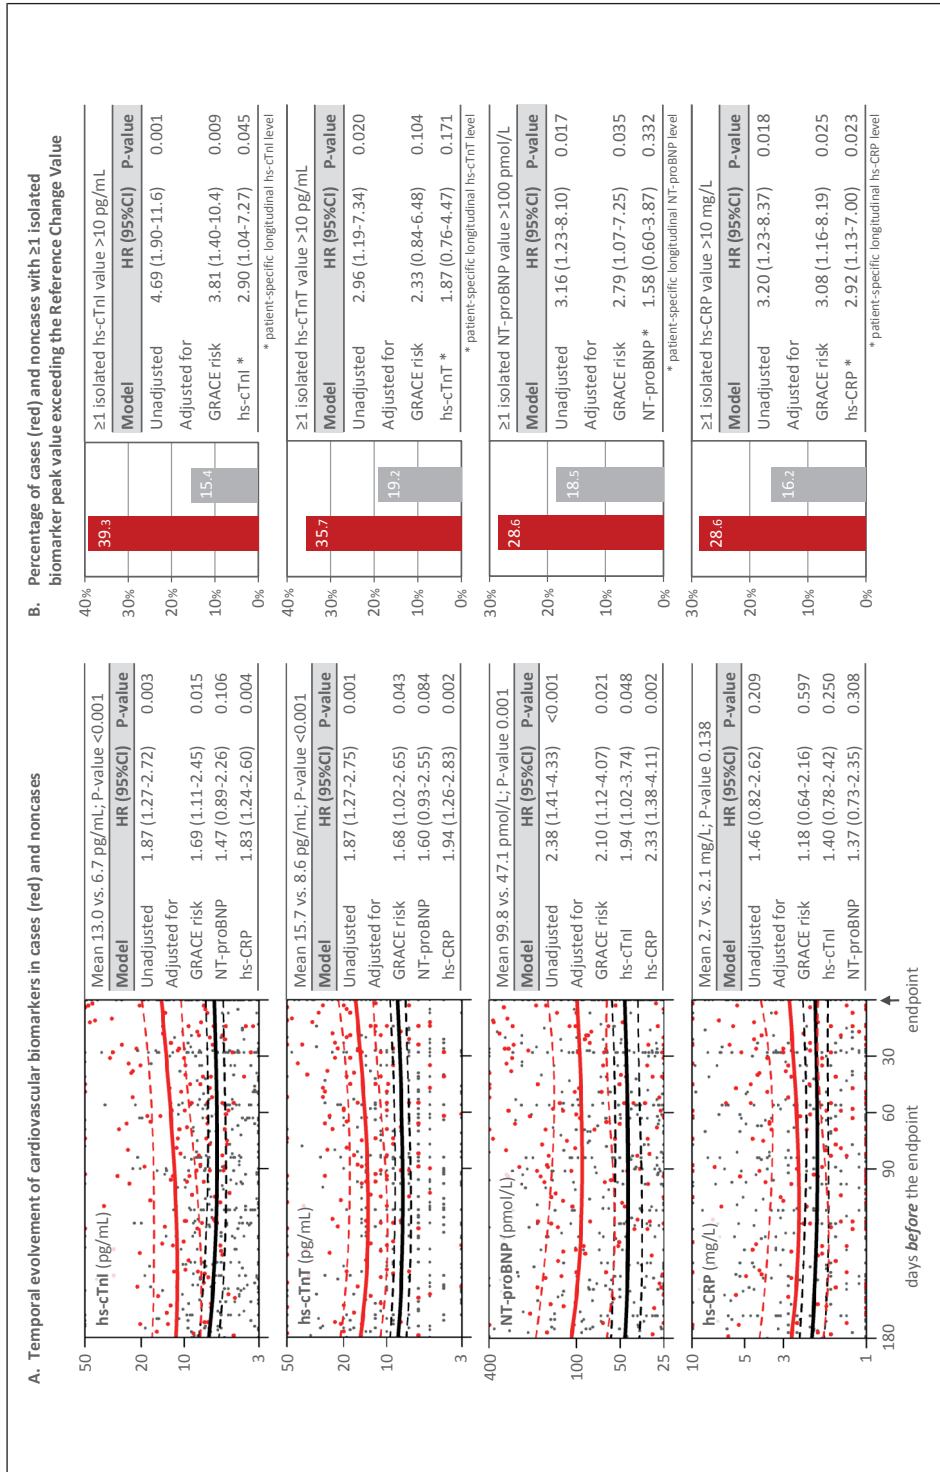 A. Temporal evolvement of cardiovascular biomarkers in cases (red) and noncases
hs-cTnI (pg/mL)
50
20
10
3
Mean 13.0 vs. 6.7 pg/mL; P-value <0.001
Model HR (95%CI) P-value
Unadjusted 1.87 (1.27-2.72) 0.003
Adjusted for
GRACE risk 1.69 (1.11-2.45) 0.015
NT-proBNP 1.47 (0.89-2.26) 0.106
hs-CRP 1.83 (1.24-2.60) 0.004
hs-cTnT (pg/mL)
50
20
10
3
Mean 15.7 vs. 8.6 pg/mL; P-value <0.001
Model HR (95%CI) P-value
Unadjusted 1.87 (1.27-2.75) 0.001
Adjusted for
GRACE risk 1.68 (1.02-2.65) 0.043
NT-proBNP 1.60 (0.93-2.55) 0.084
hs-CRP 1.94 (1.26-2.83) 0.002
NT-proBNP (pmol/L)
400
100
50
25
Mean 99.8 vs. 47.1 pmol/L; P-value 0.001
Model HR (95%CI) P-value
Unadjusted 2.38 (1.41-4.33) <0.001
Adjusted for
GRACE risk 2.10 (1.12-4.07) 0.021
hs-cTnI 1.94 (1.02-3.74) 0.048
hs-CRP 2.33 (1.38-4.11) 0.002
hs-CRP (mg/L)
10
5
3
1
Mean 2.7 vs. 2.1 mg/L; P-value 0.138
Model HR (95%CI) P-value
Unadjusted 1.46 (0.82-2.62) 0.209
Adjusted for
GRACE risk 1.18 (0.64-2.16) 0.597
hs-cTnI 1.40 (0.78-2.42) 0.250
NT-proBNP 1.37 (0.73-2.35) 0.308
180 90 60 30
days before the endpoint endpoint
B. Percentage of cases (red) and noncases with ≥1 isolated
biomarker peak value exceeding the Reference Change Value
40%
30%
20%
10%
0%
39.3 15.4
≥1 isolated hs-cTnI value >10 pg/mL
Model HR (95%CI) P-value
Unadjusted 4.69 (1.90-11.6) 0.001
Adjusted for
GRACE risk 3.81 (1.40-10.4) 0.009
hs-cTnI * 2.90 (1.04-7.27) 0.045
* patient-specific longitudinal hs-cTnI level
40%
30%
20%
10%
0%
35.7 19.2
≥1 isolated hs-cTnT value >10 pg/mL
Model HR (95%CI) P-value
Unadjusted 2.96 (1.19-7.34) 0.020
Adjusted for
GRACE risk 2.33 (0.84-6.48) 0.104
hs-cTnT * 1.87 (0.76-4.47) 0.171
* patient-specific longitudinal hs-cTnT level
30%
20%
10%
0%
28.6 18.5
≥1 isolated NT-proBNP value >100 pmol/L
Model HR (95%CI) P-value
Unadjusted 3.16 (1.23-8.10) 0.017
Adjusted for
GRACE risk 2.79 (1.07-7.25) 0.035
NT-proBNP * 1.58 (0.60-3.87) 0.332
* patient-specific longitudinal NT-proBNP level
30%
20%
10%
0%
28.6 16.2
≥1 isolated hs-CRP value >10 mg/L
Model HR (95%CI) P-value
Unadjusted 3.20 (1.23-8.37) 0.018
Adjusted for
GRACE risk 3.08 (1.16-8.19) 0.025
hs-CRP * 2.92 (1.13-7.00) 0.023
* patient-specific longitudinal hs-CRP level